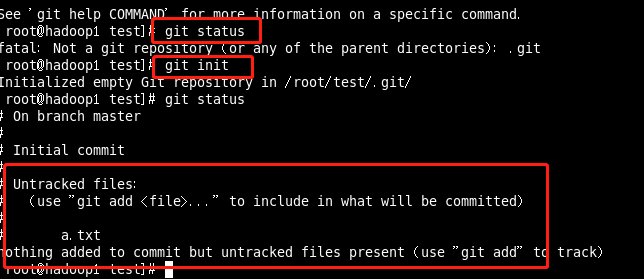 See 'git help COMMAND' for more information on a specific command.
root@hadoop1 test]# git status
fatal: Not a git repository (or any of the parent directories): .git
root@hadoop1 test]# git init
Initialized empty Git repository in /root/test/.git/
root@hadoop1 test]# git status
# On branch master
#
# Initial commit
#
# Untracked files:
#   (use "git add <file>..." to include in what will be committed)
#
#       a.txt
nothing added to commit but untracked files present (use "git add" to track)
root@hadoop1 test]#